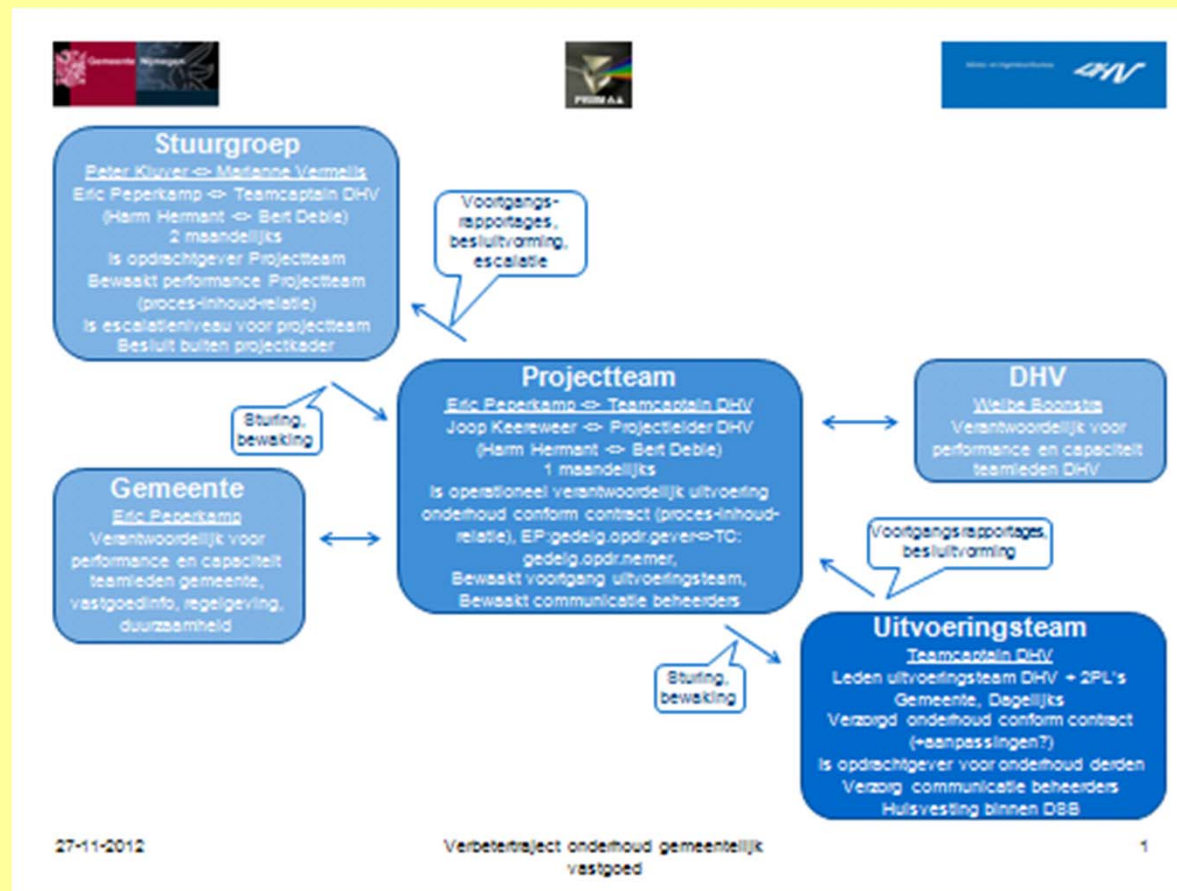 Gemeente Nijmegen
PRISMA
Advies- en ingenieursbureau
DHV
Stuurgroep
Peter Kluver <> Marianne Vermeijs
Eric Peperkamp <> Teamcaptain DHV
(Harm Hermant <> Bert Deble)
2 maandelijks
Is opdrachtgever Projectteam
Bewaakt performance Projectteam
(proces-inhoud-relatie)
Is escalatieniveau voor projectteam
Besluit buiten projectkader
Voortgangs-
rapportages,
besluitvorming,
escalatie
Sturing,
bewaking
Projectteam
Eric Peperkamp <> Teamcaptain DHV
Joop Keereweer <> Projectleider DHV
(Harm Hermant <> Bert Deble)
1 maandelijks
Is operationeel verantwoordelijk uitvoering
onderhoud conform contract (proces-inhoud-
relatie), EP:gedelg.opdr.gever<>TC:
gedelg.opdr.nemer,
Bewaakt voortgang uitvoeringsteam,
Bewaakt communicatie beheerders
DHV
Weibe Boonstra
Verantwoordelijk voor
performance en capaciteit
teamleden DHV
Gemeente
Eric Peperkamp
Verantwoordelijk voor
performance en capaciteit
teamleden gemeente,
vastgoedinfo, regelgeving,
duurzaamheid
Voortgangsrapportages,
besluitvorming
Sturing,
bewaking
Uitvoeringsteam
Teamcaptain DHV
Leden uitvoeringsteam DHV + 2PL's
Gemeente, Dagelijks
Verzorgd onderhoud conform contract
(+aanpassingen?)
Is opdrachtgever voor onderhoud derden
Verzorg communicatie beheerders
Huisvesting binnen DSB
27-11-2012
Verbetertraject onderhoud gemeentelijk
vastgoed
1